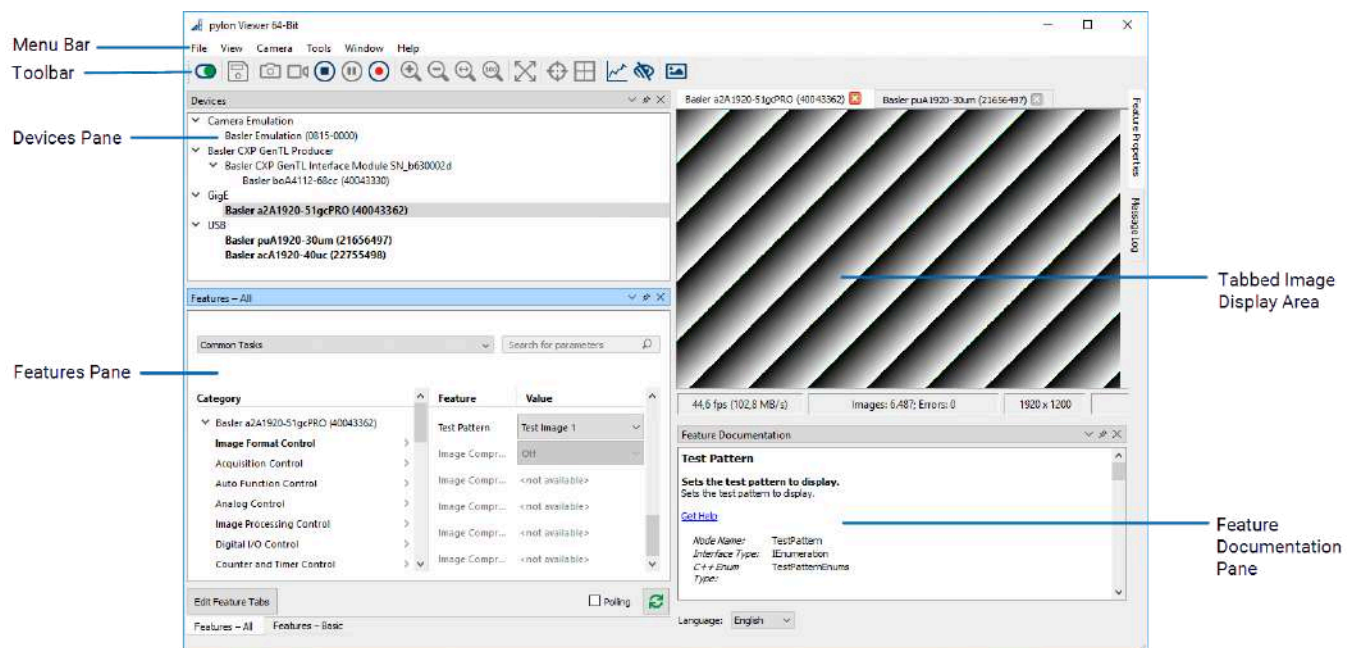 pylon Viewer 64-Bit
Menu Bar
File View Camera Tools Window Help
Toolbar
100
Devices
Devices Pane
Camera Emulation
Basler Emulation (0815-0000)
Basler CXP GenTL Producer
Basler CXP GenTL Interface Module SN_b630002d
Basler boA4112-68cc (40043330)
GigE
Basler a2A1920-51gcPRO (40043362)
USB
Basler puA1920-30um (21656497)
Basler acA1920-40uc (22755498)
Features – All
Features Pane
Common Tasks
Search for parameters
Category
Basler a2A1920-51gcPRO (40043362)
Image Format Control
Acquisition Control
Auto Function Control
Analog Control
Image Processing Control
Digital I/O Control
Counter and Timer Control
Feature Value
Test Pattern Test Image 1
Image Compr... Off
Image Compr... <not available>
Image Compr... <not available>
Image Compr... <not available>
Image Compr... <not available>
Edit Feature Tabs
Polling
Features – All Features – Basic
Basler a2A1920-51gcPRO (40043362) Basler puA1920-30um (21656497)
Feature Properties
Message Log
Tabbed Image
Display Area
44,6 fps (102,8 MB/s) Images: 6.487; Errors: 0 1920 x 1200
Feature Documentation
Test Pattern
Sets the test pattern to display.
Sets the test pattern to display.
Get Help
Node Name: TestPattern
Interface Type: IEnumeration
C++ Enum TestPatternEnums
Type:
Feature
Documentation
Pane
Language: English